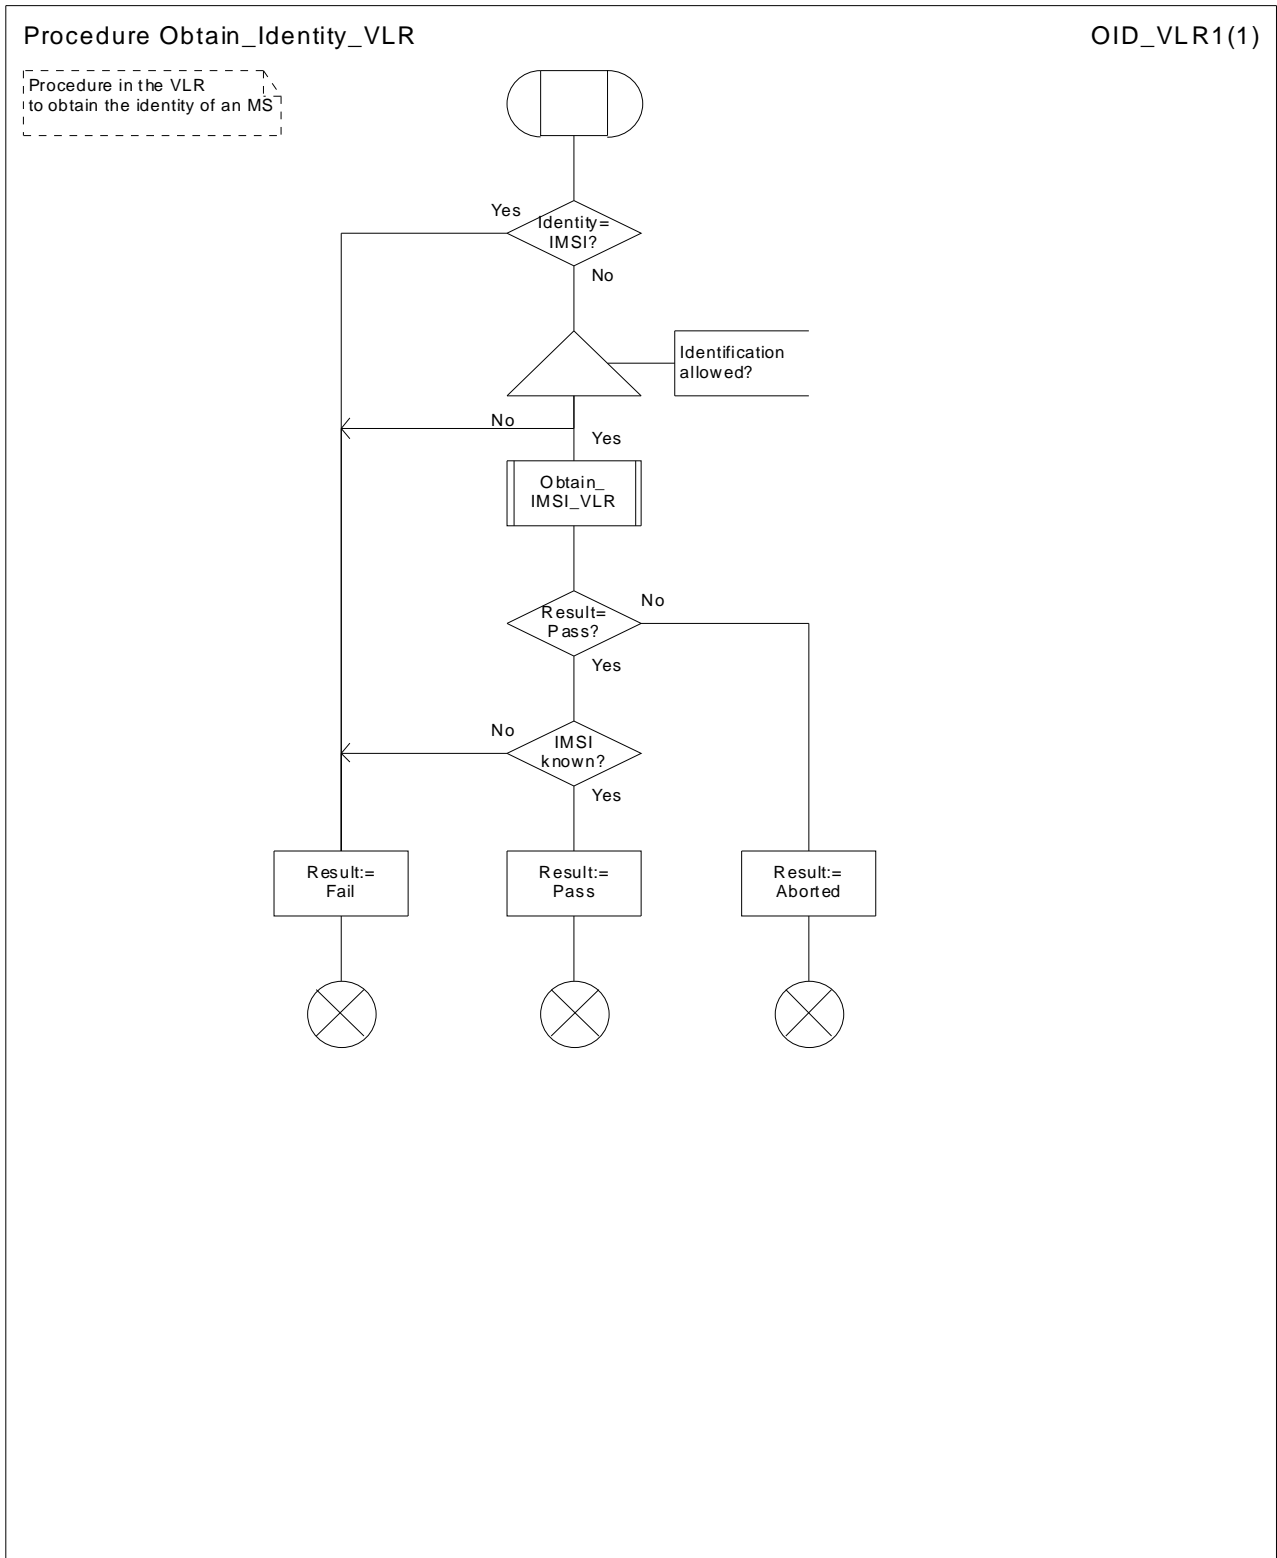 Procedure Obtain_Identity_VLR
OID_VLR1(1)
Procedure in the VLR
to obtain the identity of an MS
Yes
Identity=
IMSI?
No
Identification
allowed?
No
Yes
Obtain_
IMSI_VLR
No
Result=
Pass?
Yes
No
IMSI
known?
Yes
Result:=
Fail
Result:=
Pass
Result:=
Aborted